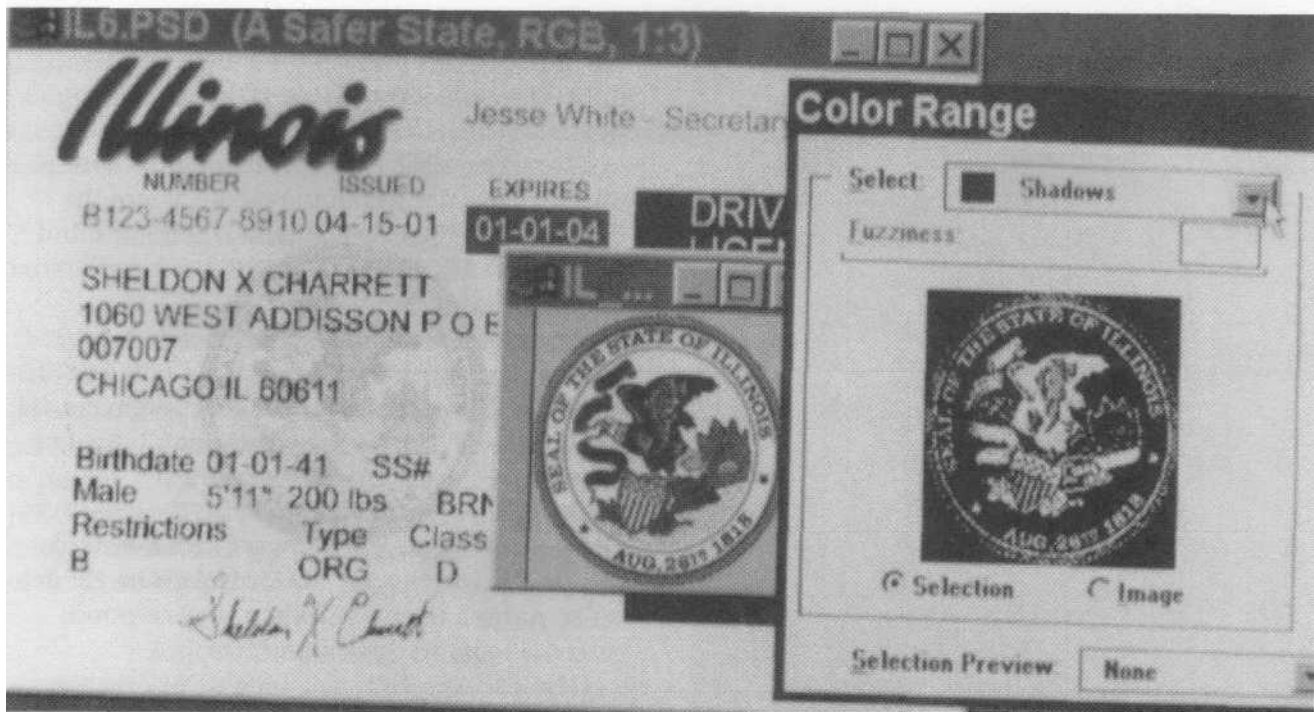 IL6.PSD (A Safer State, RGB, 1:3)
Illinois
Jesse White - Secretar
NUMBER ISSUED EXPIRES
B123-4567-8910 04-15-01 01-01-04
DRIV
LICEN
SHELDON X CHARRETT
1060 WEST ADDISSON P O B
007007
CHICAGO IL 60611
Birthdate 01-01-41 SS#
Male 5'11" 200 lbs BRN
Restrictions Type Class
B ORG D
Sheldon X Charrett
IL_...
SEAL OF THE STATE OF ILLINOIS
AUG. 26TH 1818
Color Range
Select: Shadows
Fuzziness:
SEAL OF THE STATE OF ILLINOIS
AUG. 26TH 1818
Selection Image
Selection Preview: None